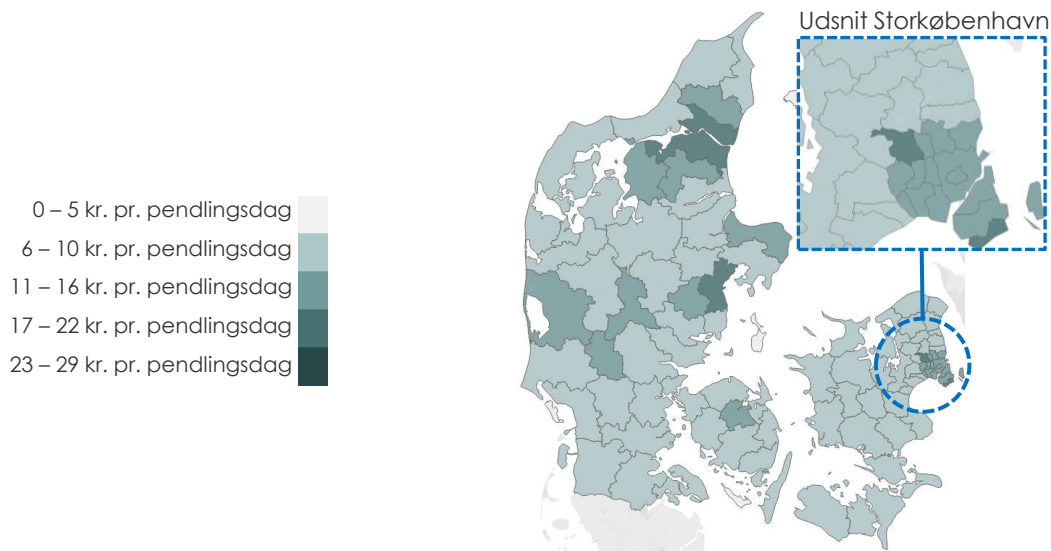 Udsnit Storkøbenhavn
0 – 5 kr. pr. pendlingsdag
6 – 10 kr. pr. pendlingsdag
11 – 16 kr. pr. pendlingsdag
17 – 22 kr. pr. pendlingsdag
23 – 29 kr. pr. pendlingsdag